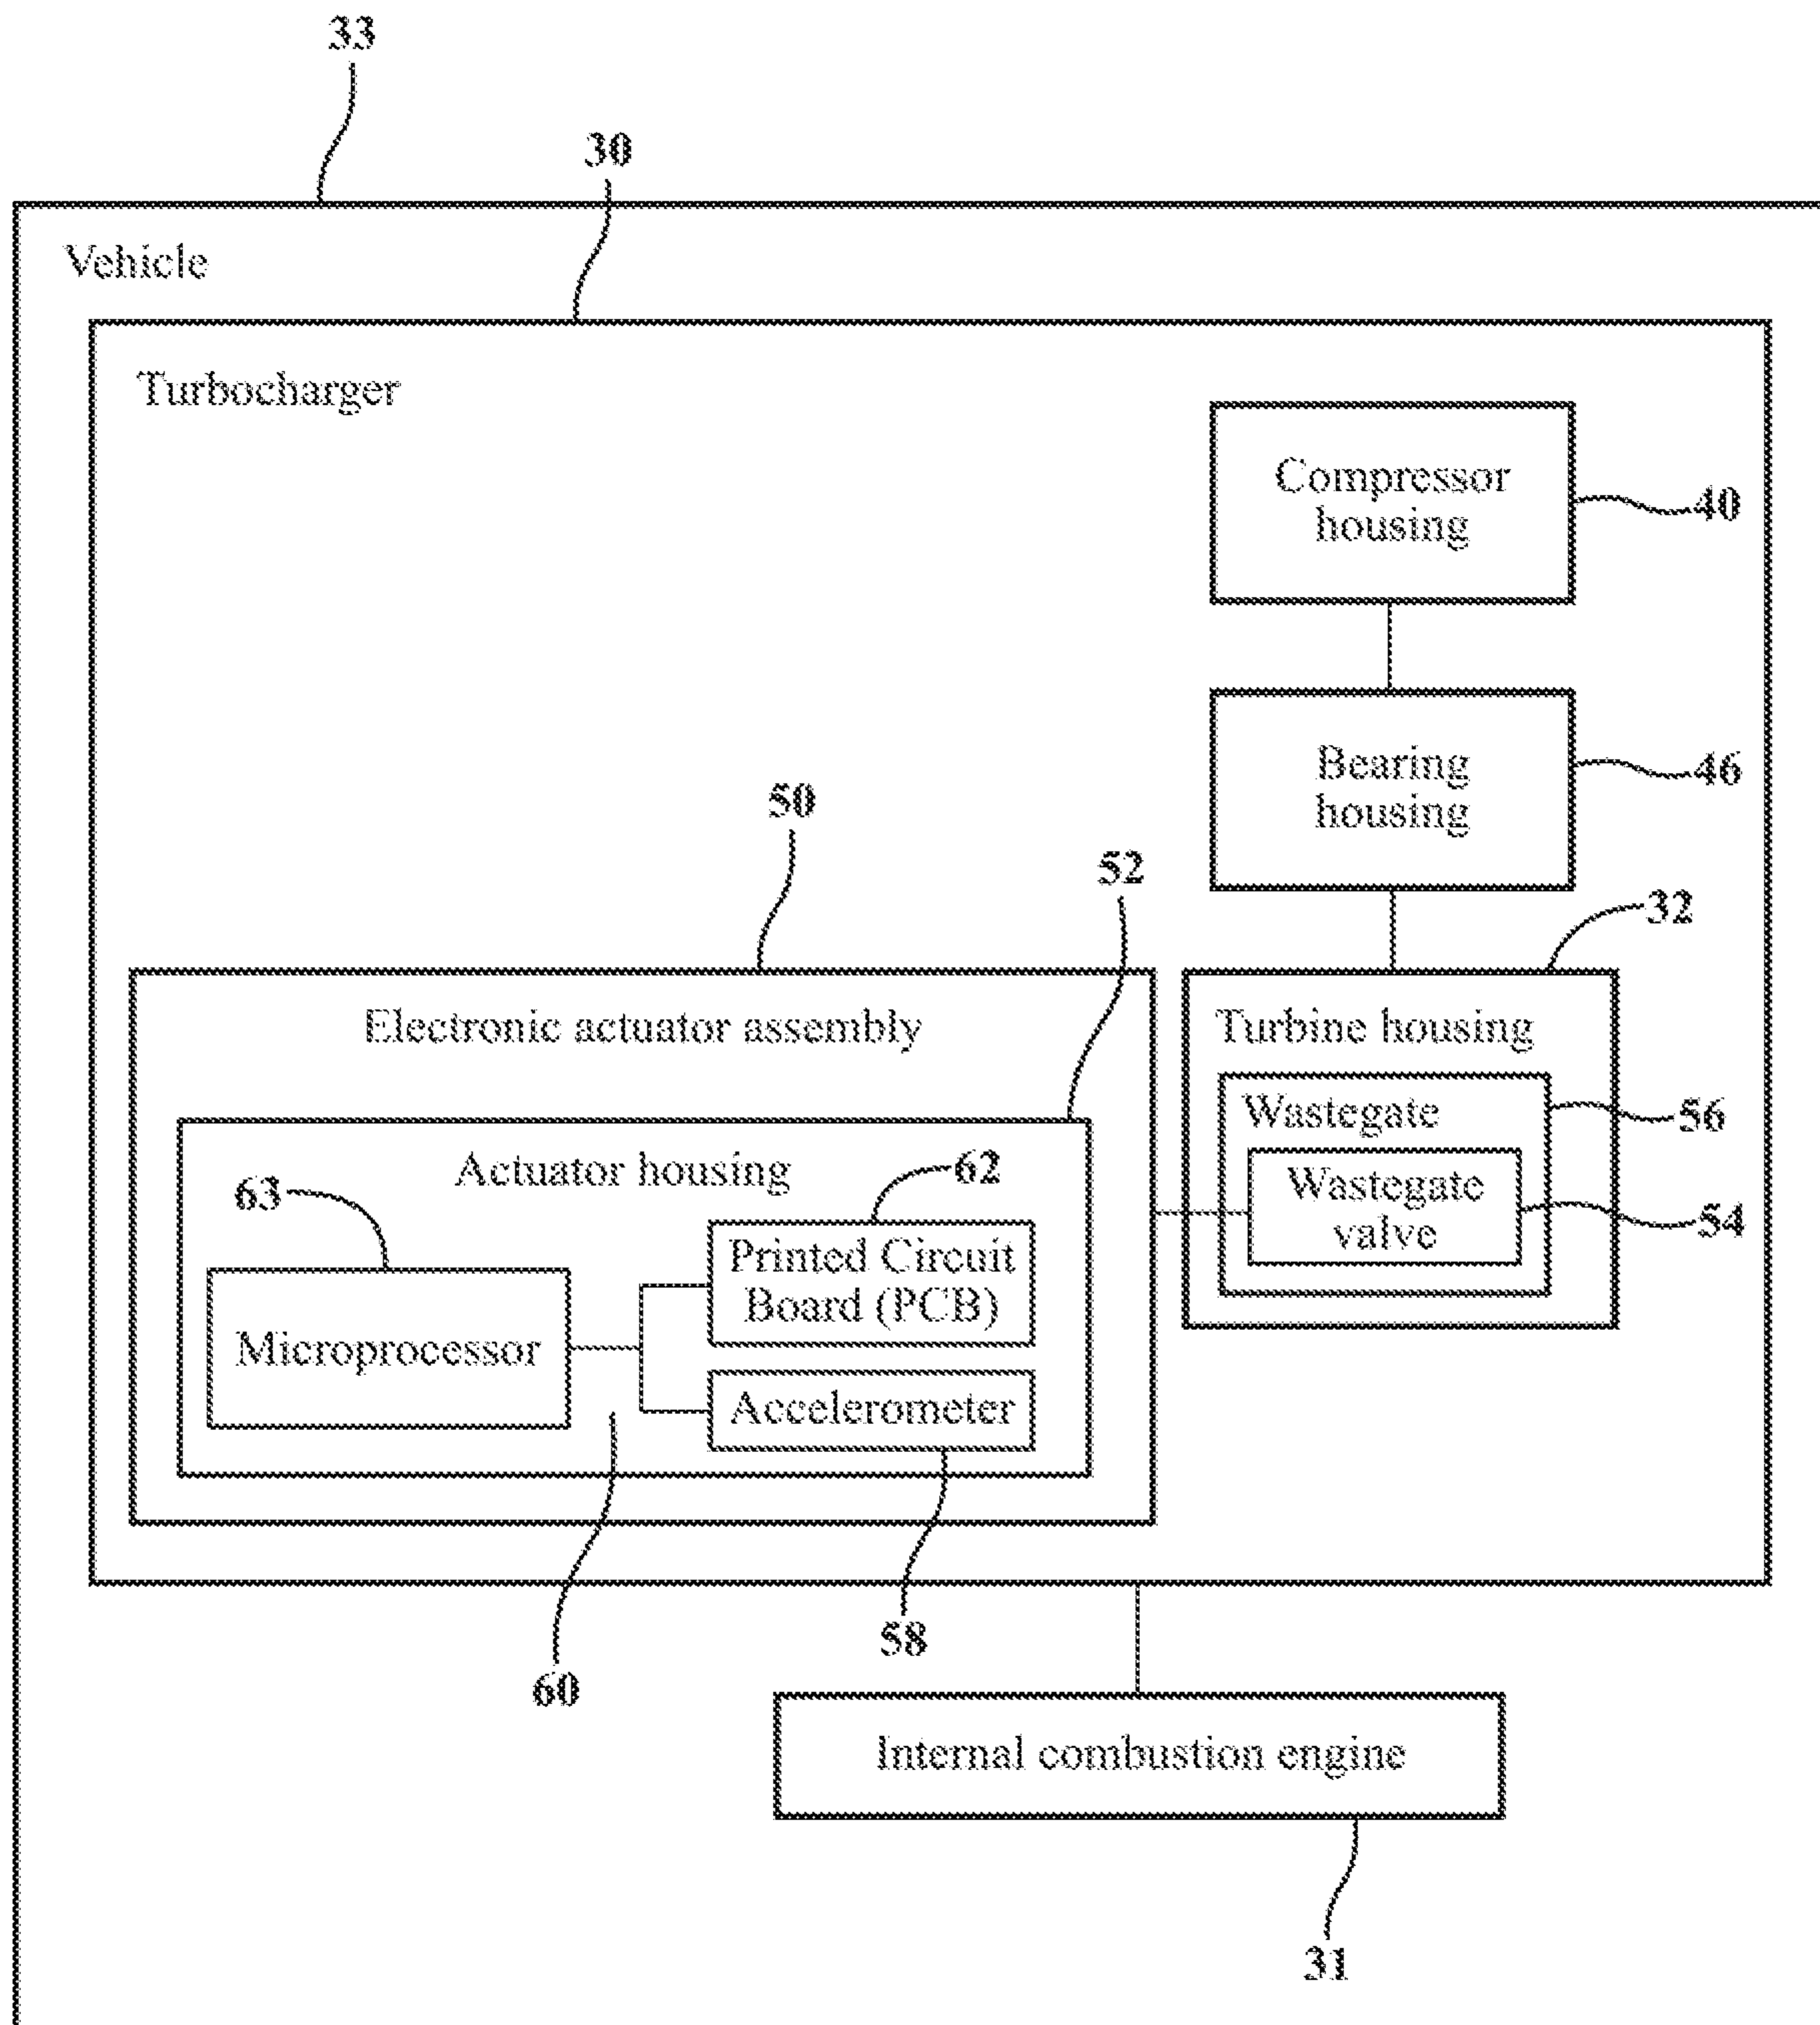 33
30
Vehicle
Turbocharger
Compressor
housing
40
Bearing
housing
46
50
52
32
Electronic actuator assembly
Turbine housing
Wastegate
56
Actuator housing
62
63
Wastegate
valve
54
Printed Circuit
Board (PCB)
Microprocessor
Accelerometer
58
60
Internal combustion engine
31